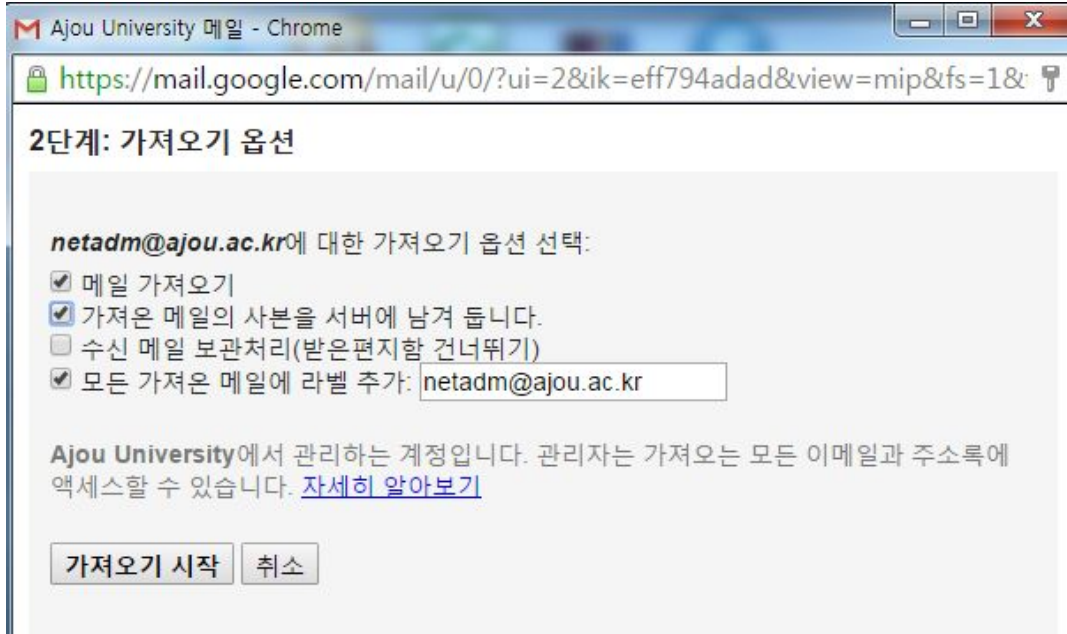 Ajou University 메일 - Chrome
https://mail.google.com/mail/u/0/?ui=2&ik=eff794adad&view=mip&fs=1&
2단계: 가져오기 옵션
netadm@ajou.ac.kr에 대한 가져오기 옵션 선택:
메일 가져오기
가져온 메일의 사본을 서버에 남겨 둡니다.
수신 메일 보관처리(받은편지함 건너뛰기)
모든 가져온 메일에 라벨 추가: netadm@ajou.ac.kr
Ajou University에서 관리하는 계정입니다. 관리자는 가져오는 모든 이메일과 주소록에
액세스할 수 있습니다. 자세히 알아보기
가져오기 시작 취소